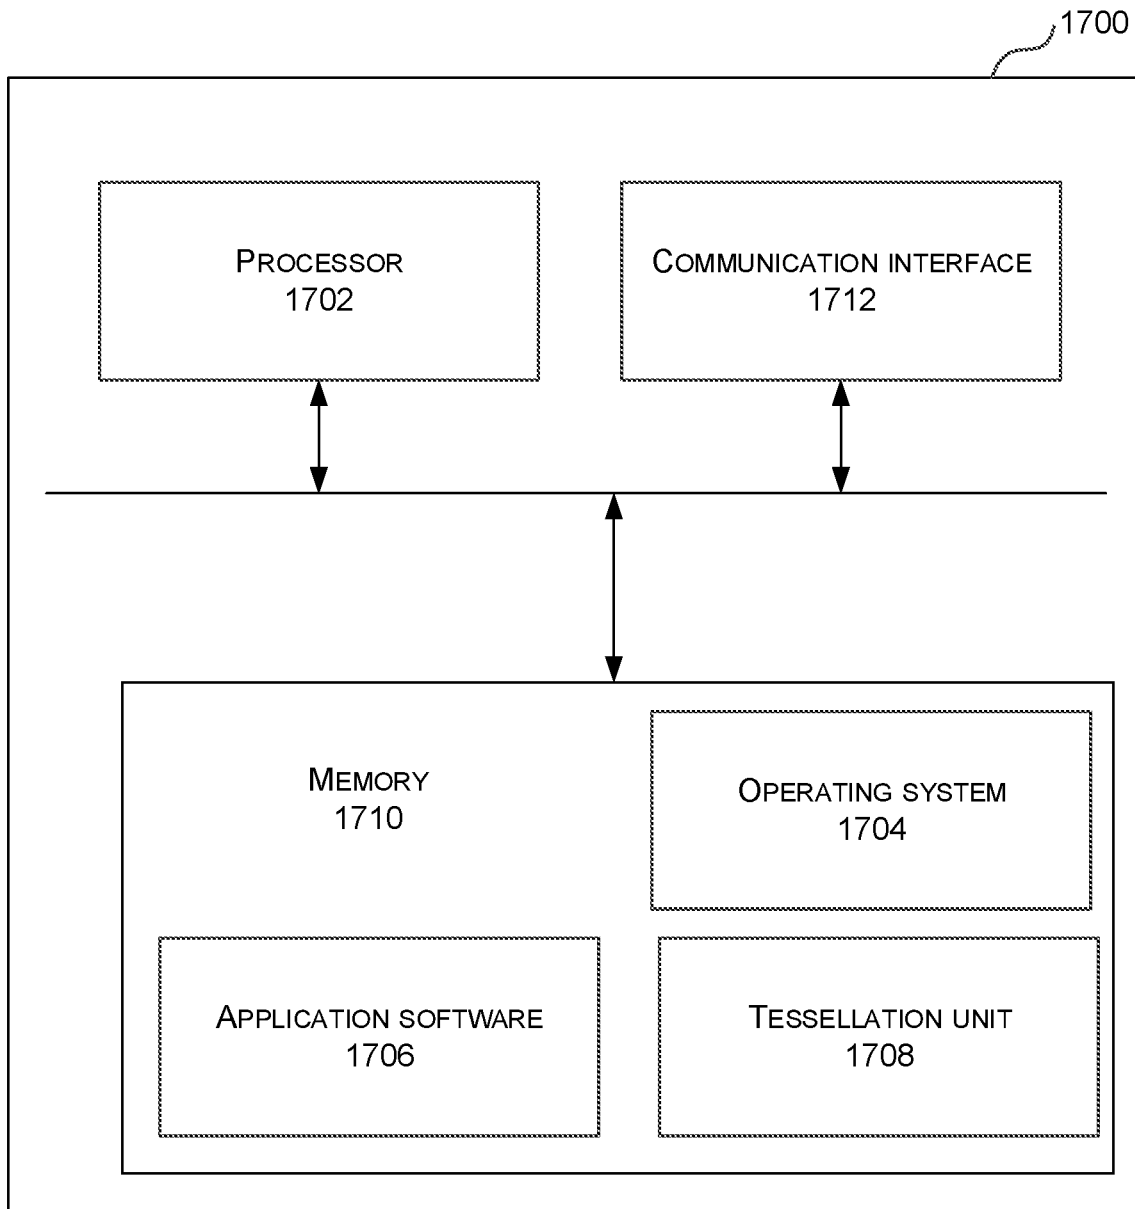 1700
PROCESSOR
1702
COMMUNICATION INTERFACE
1712
MEMORY
1710
OPERATING SYSTEM
1704
APPLICATION SOFTWARE
1706
TESSELLATION UNIT
1708